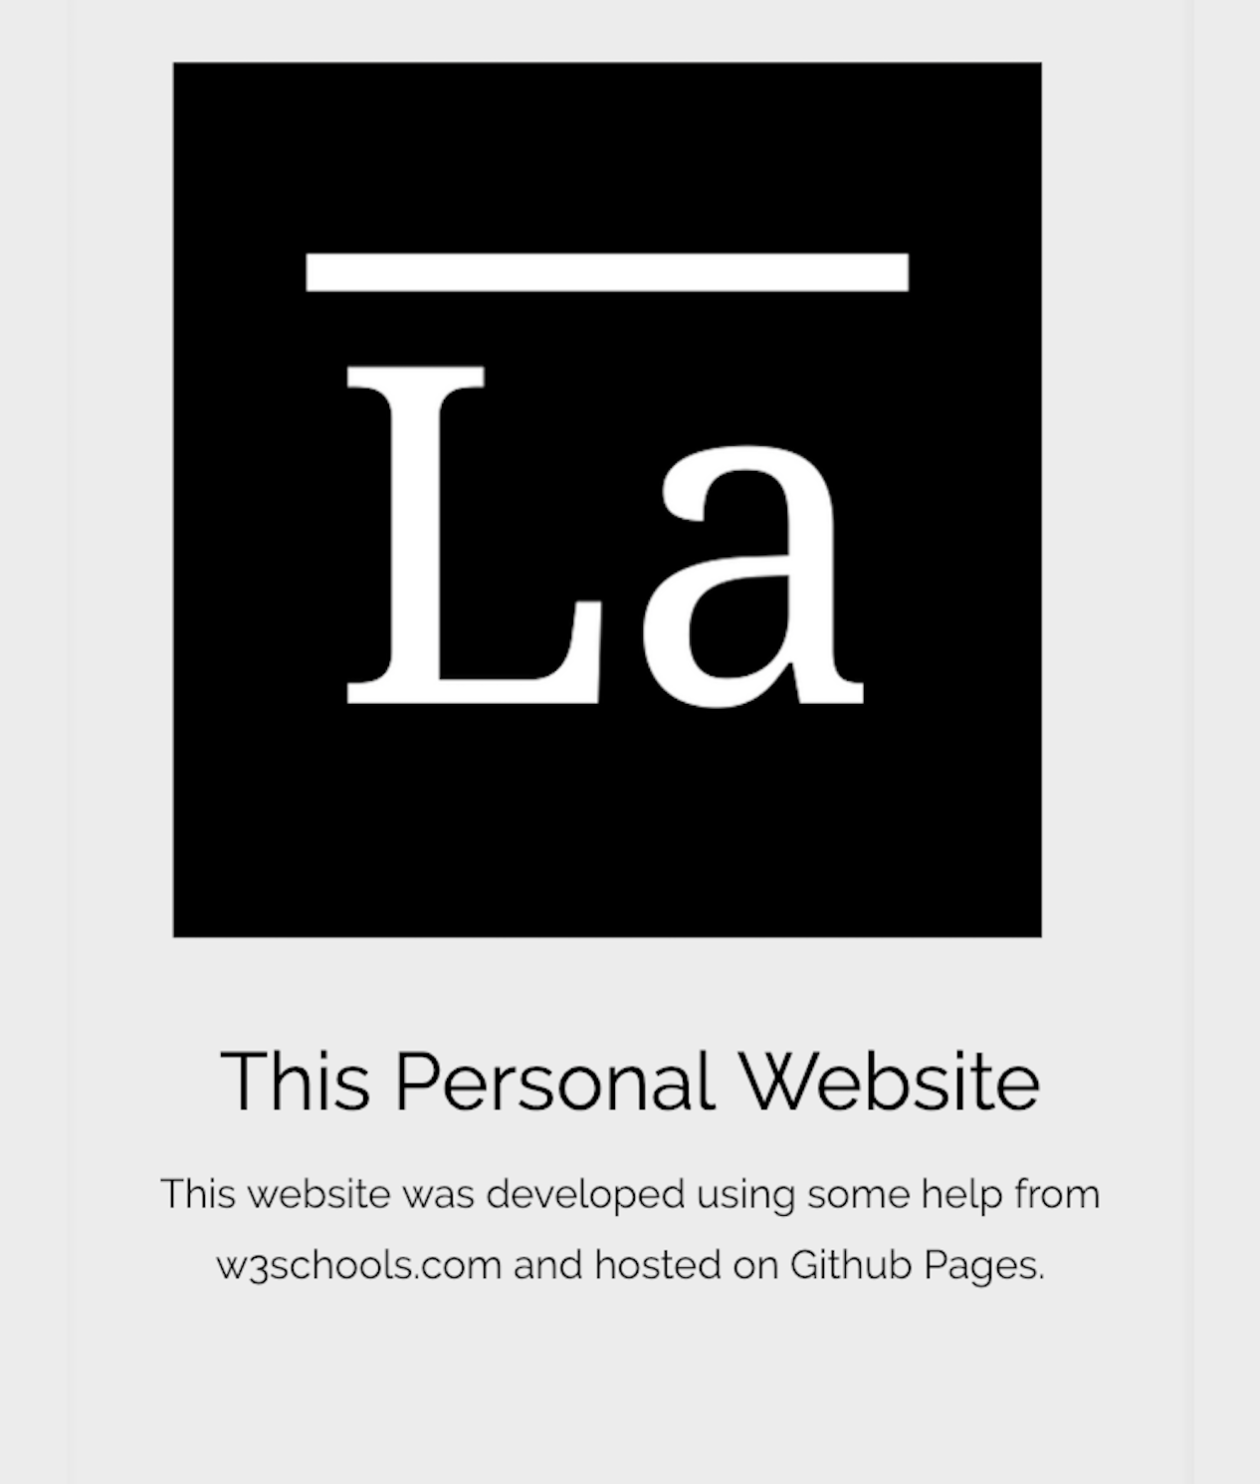 La
This Personal Website
This website was developed using some help from
w3schools.com and hosted on Github Pages.